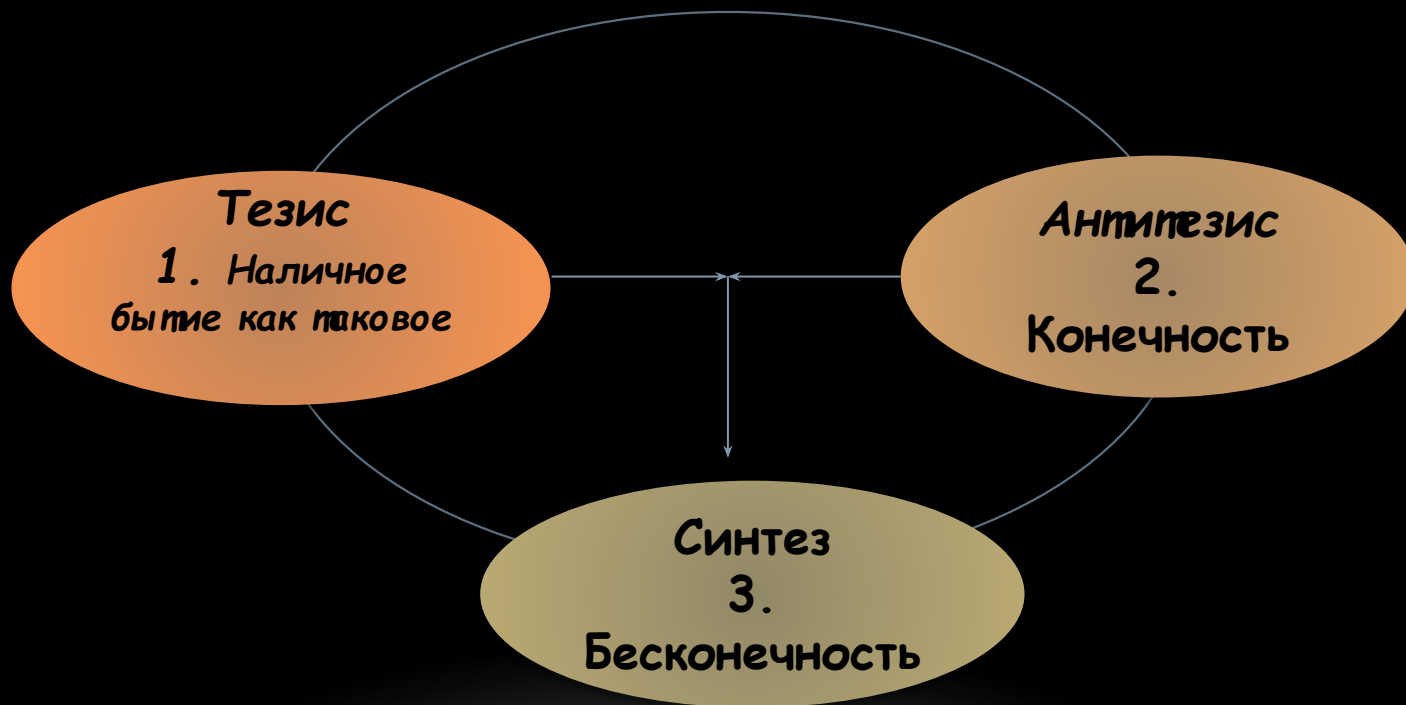 Тезис
1. Наличное
бытие как таковое
Антитезис
2.
Конечность
Синтез
3.
Бесконечность